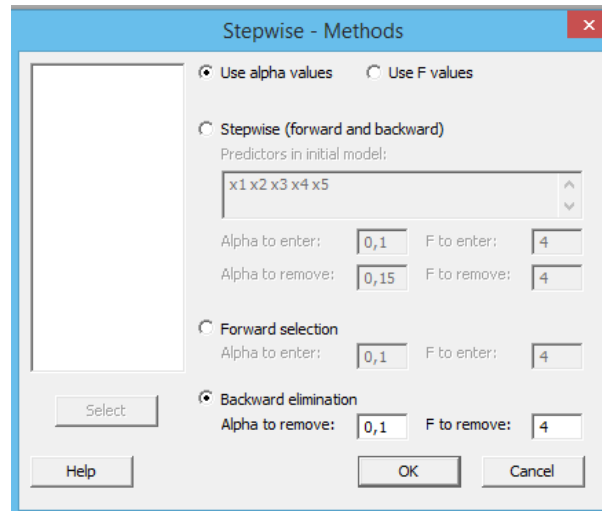 Stepwise - Methods
Use alpha values Use F values
Stepwise (forward and backward)
Predictors in initial model:
x1 x2 x3 x4 x5
Alpha to enter: 0,1 F to enter: 4
Alpha to remove: 0,15 F to remove: 4
Forward selection
Alpha to enter: 0,1 F to enter: 4
Select
Backward elimination
Alpha to remove: 0,1 F to remove: 4
Help OK Cancel